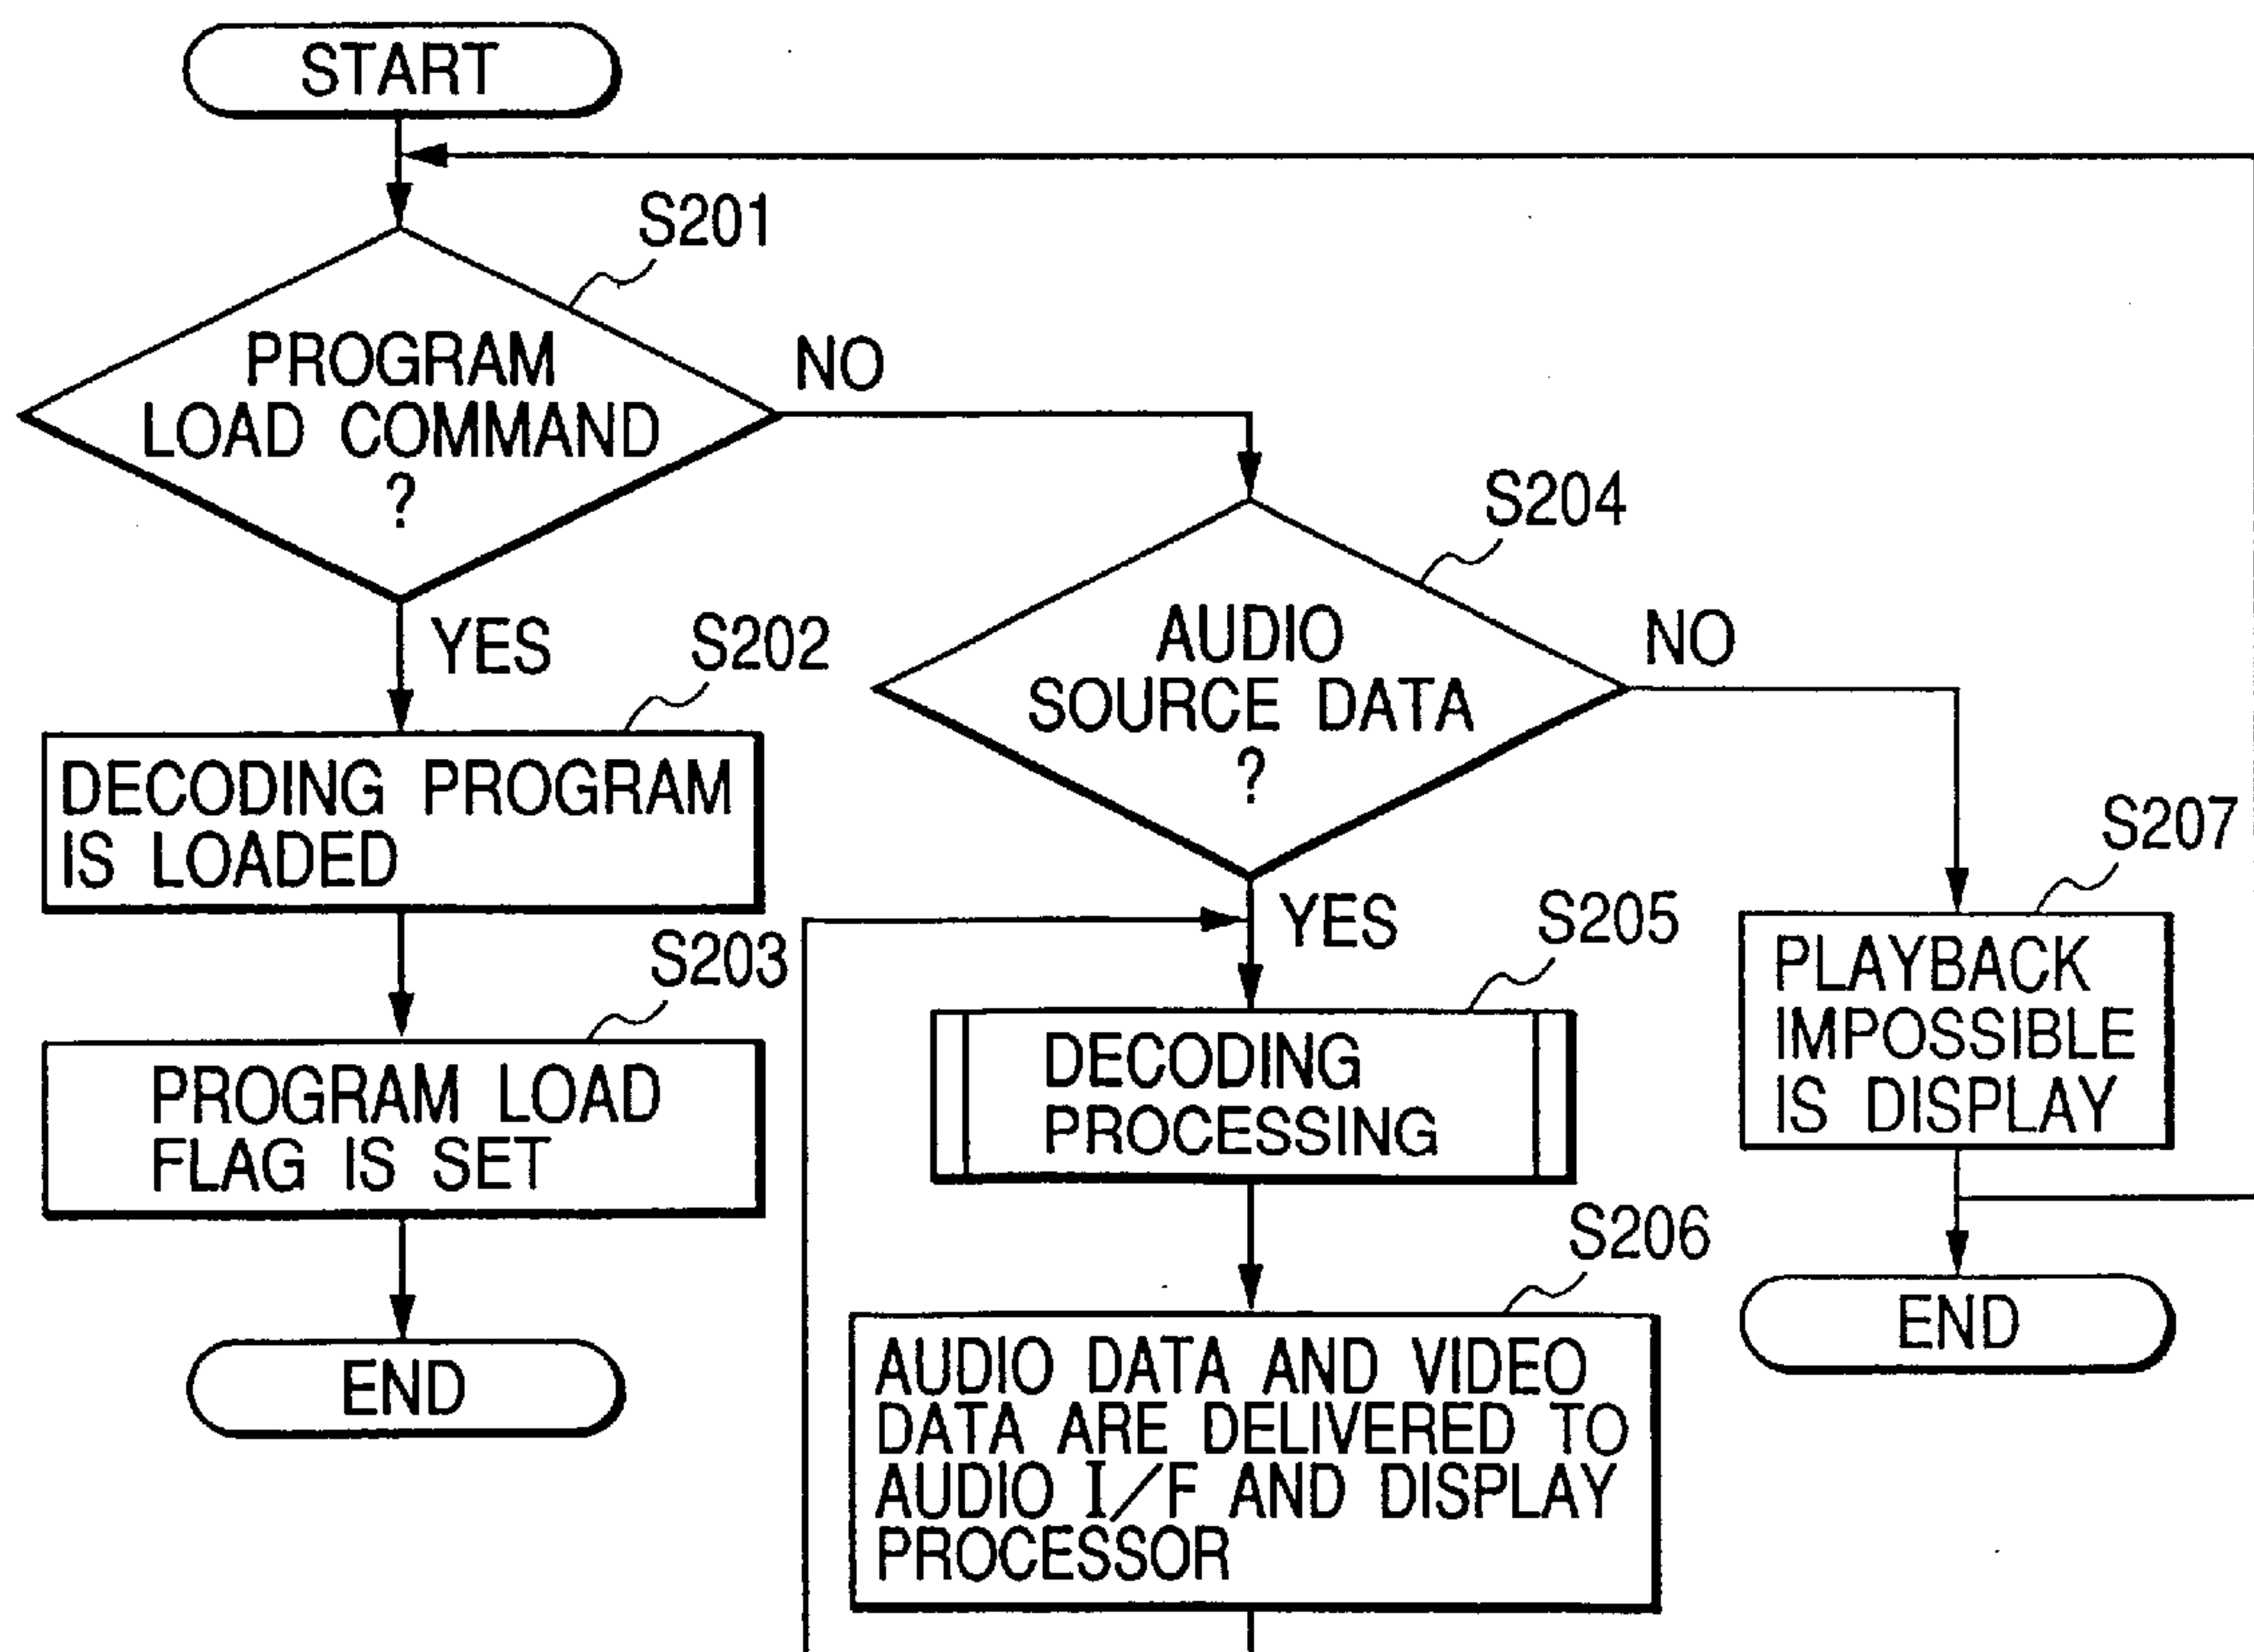 START
S201
PROGRAM
LOAD COMMAND
?
NO
YES
S202
DECODING PROGRAM
IS LOADED
S203
PROGRAM LOAD
FLAG IS SET
END
S204
AUDIO
SOURCE DATA
?
NO
YES
S205
DECODING
PROCESSING
S206
AUDIO DATA AND VIDEO
DATA ARE DELIVERED TO
AUDIO I/F AND DISPLAY
PROCESSOR
S207
PLAYBACK
IMPOSSIBLE
IS DISPLAY
END